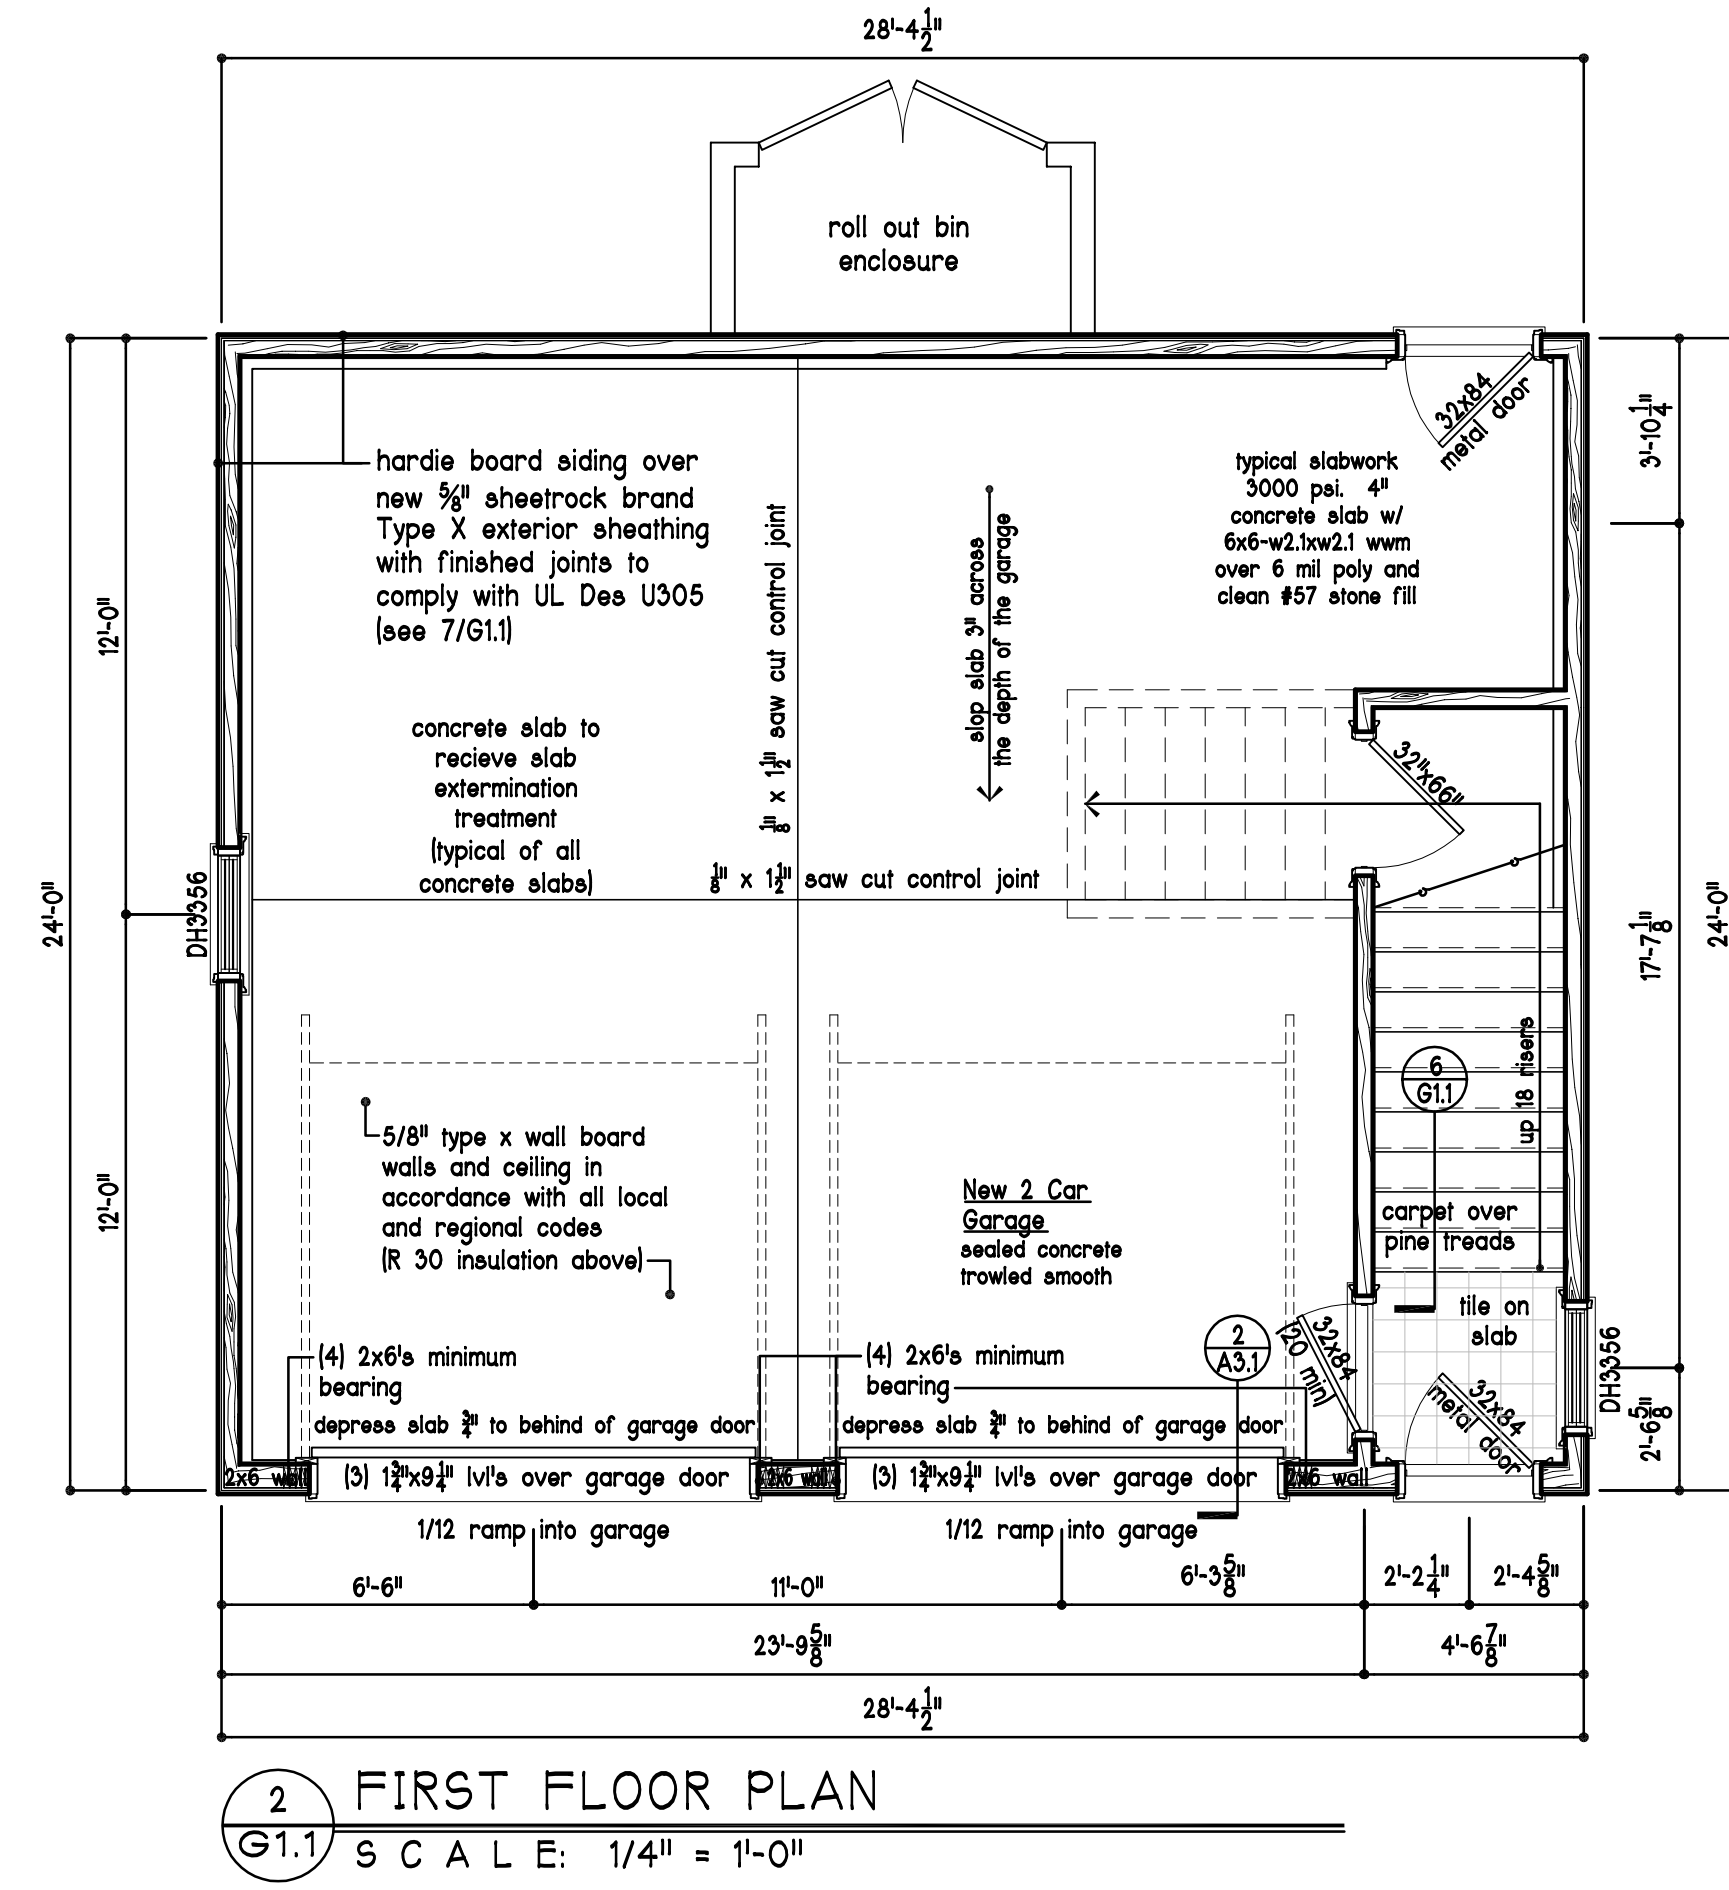 28'-4 1/2"
roll out bin
enclosure
32x84
metal door
3'-10 1/4"
hardie board siding over
new 5/8" sheetrock brand
Type X exterior sheathing
with finished joints to
comply with UL Des U305
(see 7/G1.1)
1/8" x 1 1/2" saw cut control joint
slop slab 3" across
the depth of the garage
typical slabwork
3000 psi. 4"
concrete slab w/
6x6-w2.1xw2.1 wwm
over 6 mil poly and
clean #57 stone fill
12'-0"
24'-0"
concrete slab to
recieve slab
extermination
treatment
(typical of all
concrete slabs)
1/8" x 1 1/2" saw cut control joint
32"x66"
DH3356
17'-7 1/8"
24'-0"
up 18 risers
6
G1.1
12'-0"
5/8" type x wall board
walls and ceiling in
accordance with all local
and regional codes
(R 30 insulation above)
New 2 Car
Garage
sealed concrete
trowled smooth
carpet over
pine treads
tile on
slab
(4) 2x6's minimum
bearing
(4) 2x6's minimum
bearing
2
A3.1
32x84
(20 min)
32x84
metal door
DH3356
2'-6 5/8"
depress slab 3/4" to behind of garage door
depress slab 3/4" to behind of garage door
2x6 wall
(3) 1 3/4"x9 1/4" lvl's over garage door
2x6 wall
(3) 1 3/4"x9 1/4" lvl's over garage door
2x6 wall
1/12 ramp into garage
1/12 ramp into garage
6'-6"
11'-0"
6'-3 5/8"
2'-2 1/4"
2'-4 5/8"
23'-9 5/8"
4'-6 7/8"
28'-4 1/2"
2
G1.1
FIRST FLOOR PLAN
SCALE: 1/4" = 1'-0"